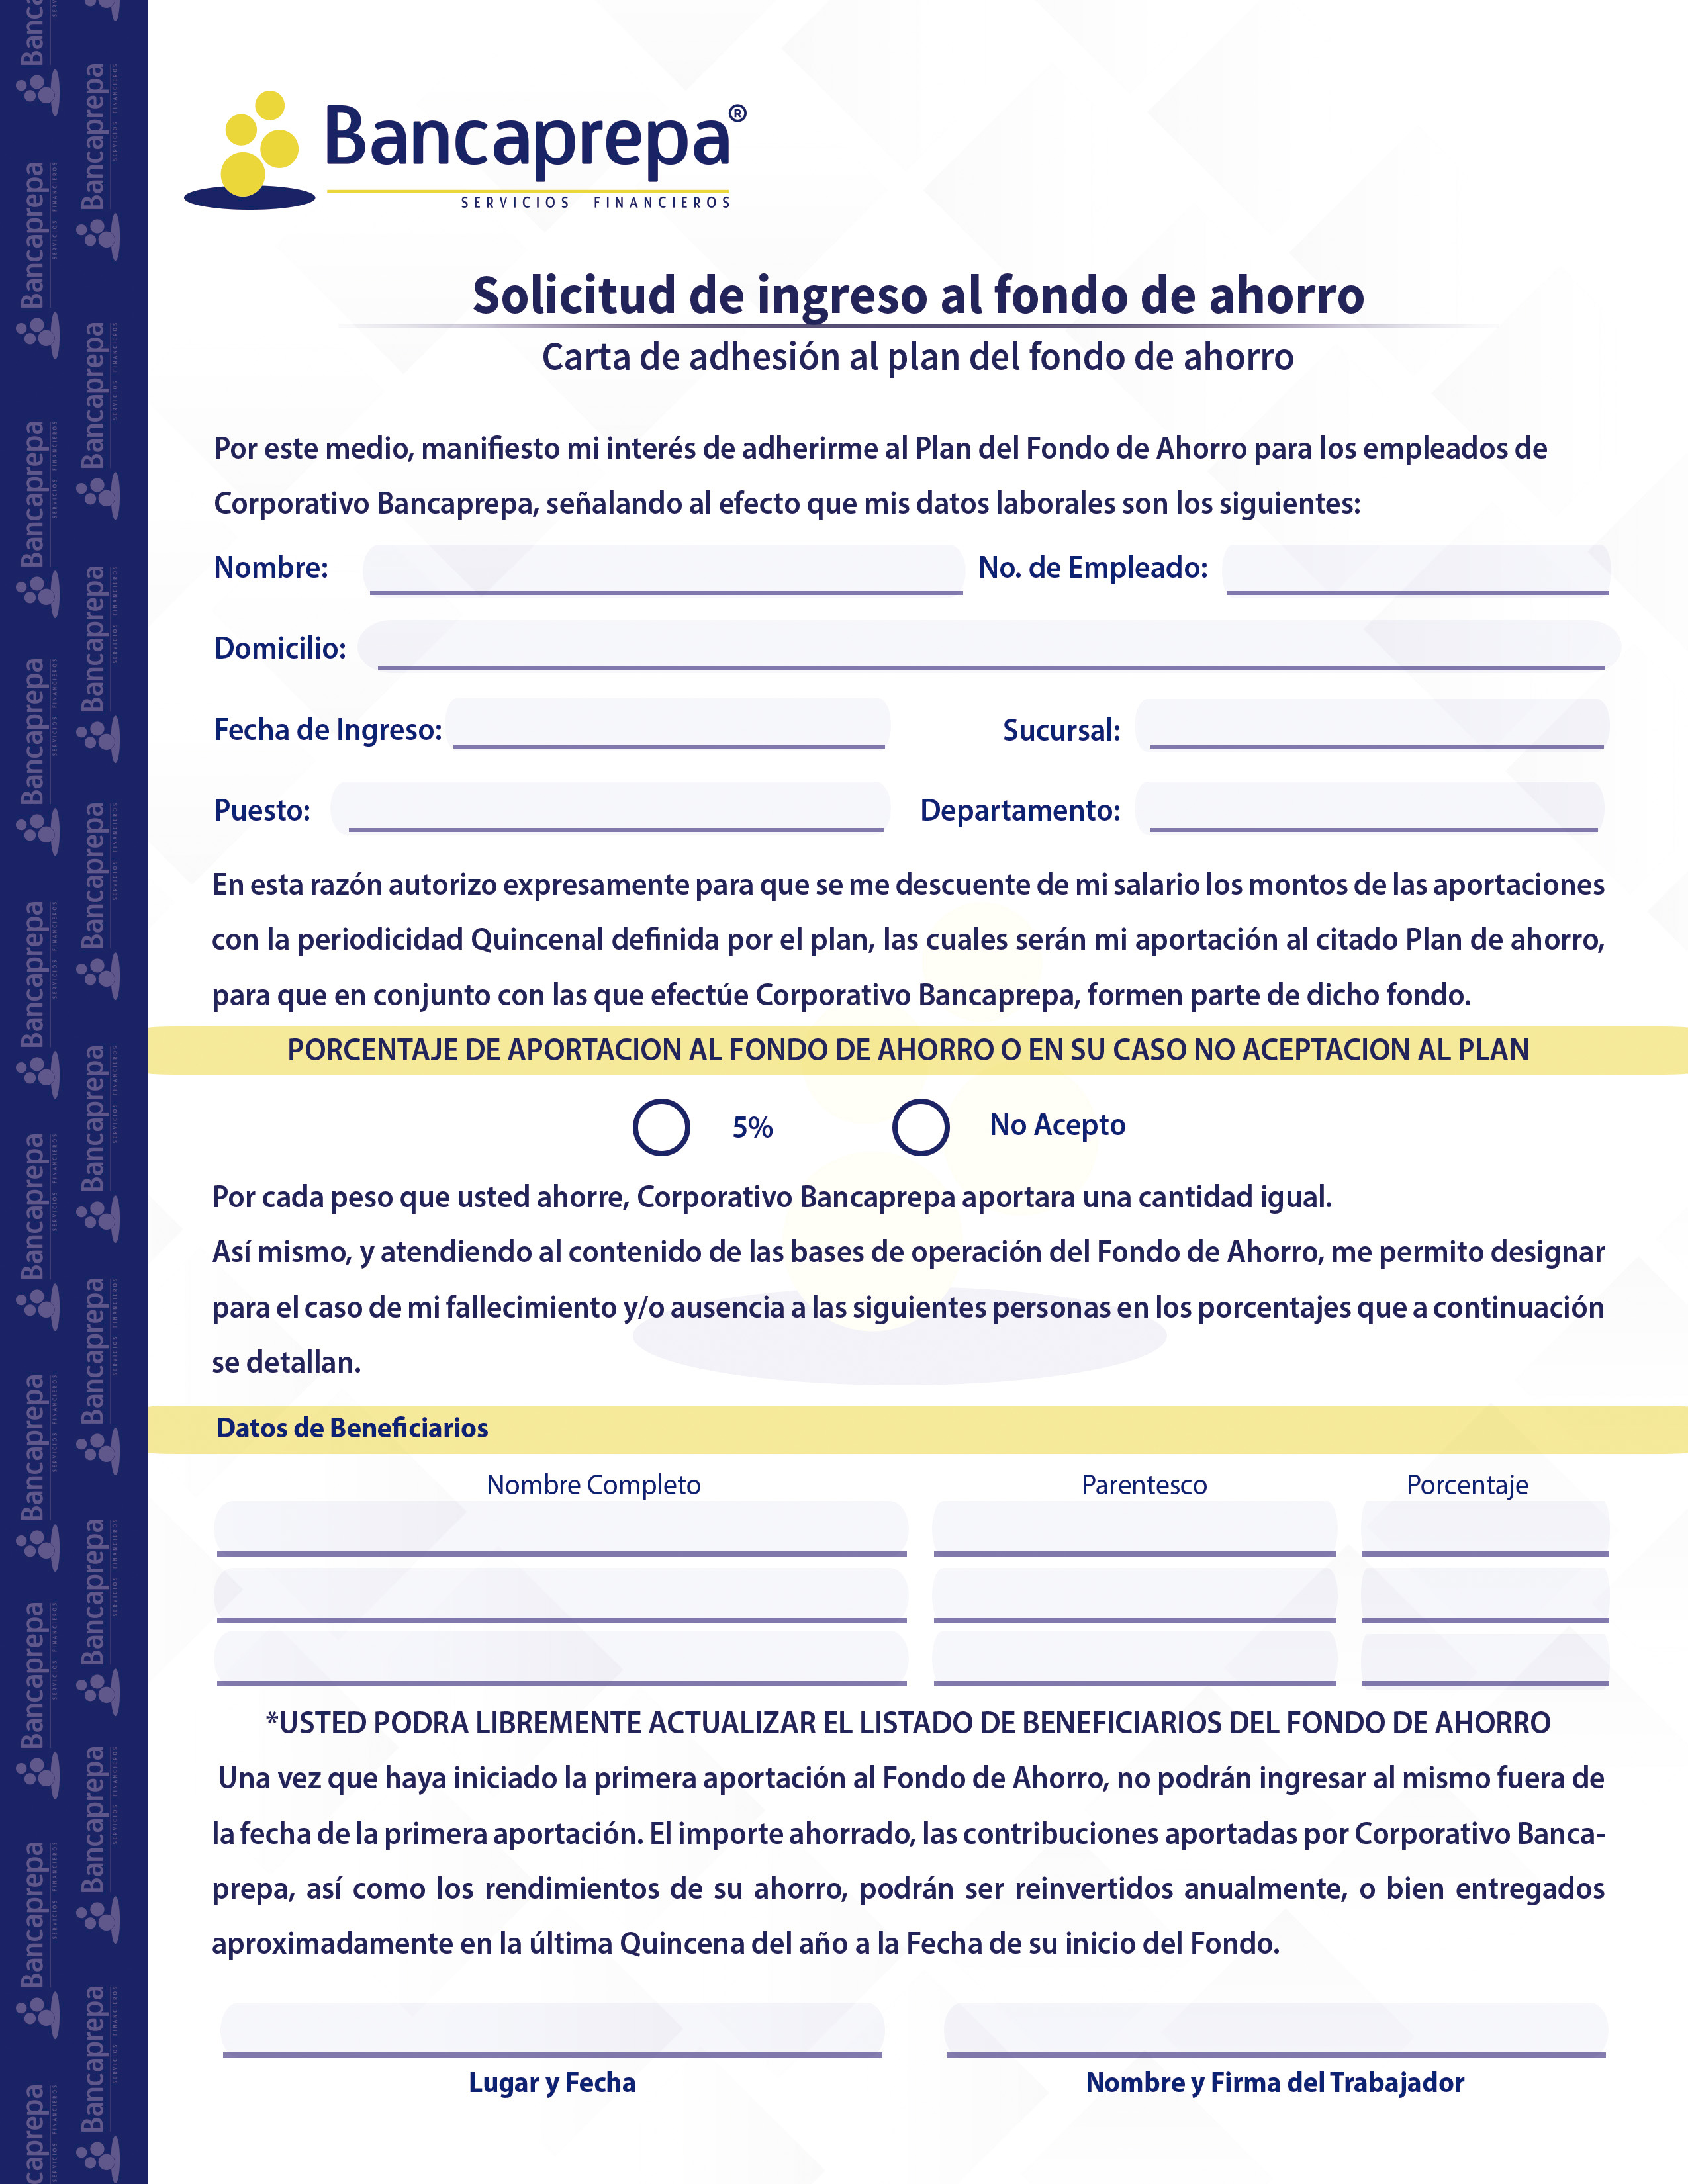 Bancaprepa®
SERVICIOS FINANCIEROS
Solicitud de ingreso al fondo de ahorro
Carta de adhesión al plan del fondo de ahorro
Por este medio, manifiesto mi interés de adherirme al Plan del Fondo de Ahorro para los empleados de
Corporativo Bancaprepa, señalando al efecto que mis datos laborales son los siguientes:
Nombre: No. de Empleado:
Domicilio:
Fecha de Ingreso: Sucursal:
Puesto: Departamento:
En esta razón autorizo expresamente para que se me descuente de mi salario los montos de las aportaciones
con la periodicidad Quincenal definida por el plan, las cuales serán mi aportación al citado Plan de ahorro,
para que en conjunto con las que efectúe Corporativo Bancaprepa, formen parte de dicho fondo.
PORCENTAJE DE APORTACION AL FONDO DE AHORRO O EN SU CASO NO ACEPTACION AL PLAN
5% No Acepto
Por cada peso que usted ahorre, Corporativo Bancaprepa aportara una cantidad igual.
Así mismo, y atendiendo al contenido de las bases de operación del Fondo de Ahorro, me permito designar
para el caso de mi fallecimiento y/o ausencia a las siguientes personas en los porcentajes que a continuación
se detallan.
Datos de Beneficiarios
Nombre Completo Parentesco Porcentaje
*USTED PODRA LIBREMENTE ACTUALIZAR EL LISTADO DE BENEFICIARIOS DEL FONDO DE AHORRO
Una vez que haya iniciado la primera aportación al Fondo de Ahorro, no podrán ingresar al mismo fuera de
la fecha de la primera aportación. El importe ahorrado, las contribuciones aportadas por Corporativo Banca-
prepa, así como los rendimientos de su ahorro, podrán ser reinvertidos anualmente, o bien entregados
aproximadamente en la última Quincena del año a la Fecha de su inicio del Fondo.
Lugar y Fecha Nombre y Firma del Trabajador